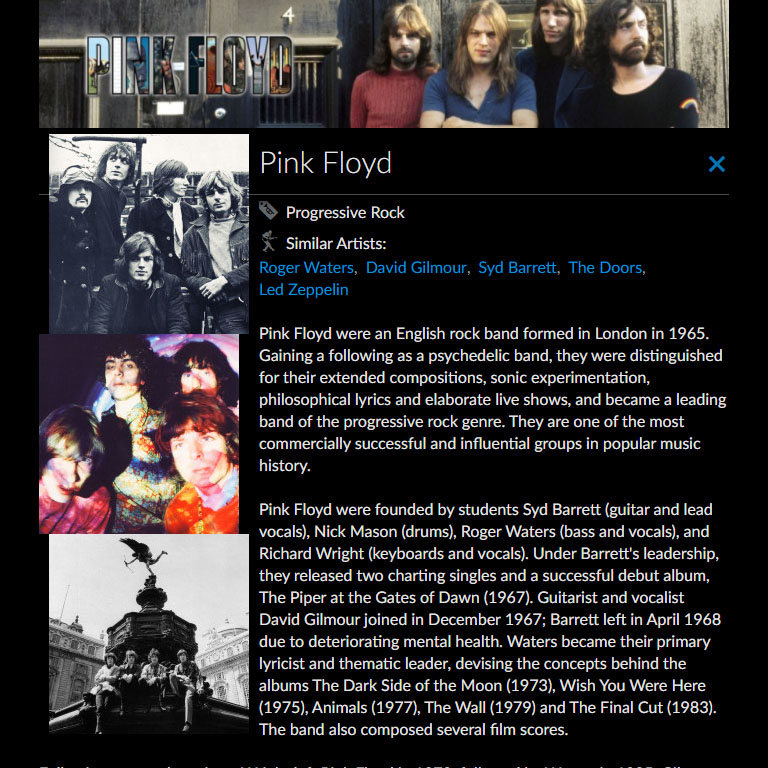 4
PINK FLOYD
Pink Floyd
Progressive Rock
Similar Artists:
Roger Waters, David Gilmour, Syd Barrett, The Doors,
Led Zeppelin
Pink Floyd were an English rock band formed in London in 1965.
Gaining a following as a psychedelic band, they were distinguished
for their extended compositions, sonic experimentation,
philosophical lyrics and elaborate live shows, and became a leading
band of the progressive rock genre. They are one of the most
commercially successful and influential groups in popular music
history.
Pink Floyd were founded by students Syd Barrett (guitar and lead
vocals), Nick Mason (drums), Roger Waters (bass and vocals), and
Richard Wright (keyboards and vocals). Under Barrett's leadership,
they released two charting singles and a successful debut album,
The Piper at the Gates of Dawn (1967). Guitarist and vocalist
David Gilmour joined in December 1967; Barrett left in April 1968
due to deteriorating mental health. Waters became their primary
lyricist and thematic leader, devising the concepts behind the
albums The Dark Side of the Moon (1973), Wish You Were Here
(1975), Animals (1977), The Wall (1979) and The Final Cut (1983).
The band also composed several film scores.